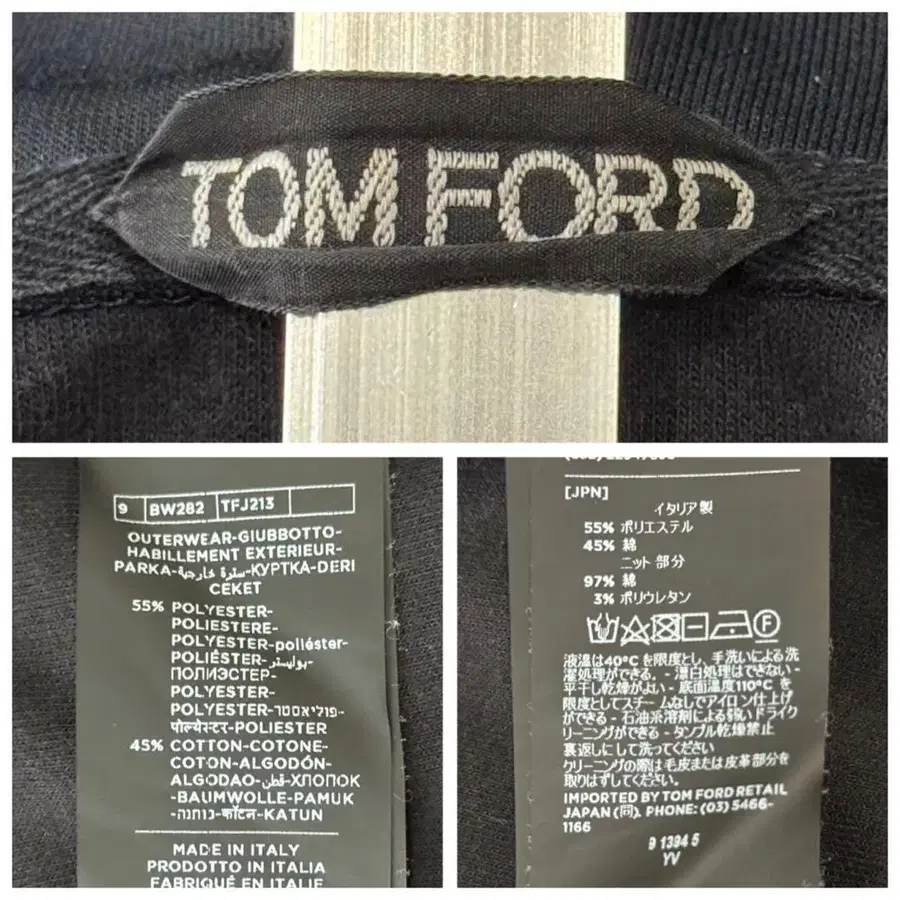 TOM FORD
9 BW282 TFJ213
OUTERWEAR-GIUBBOTTO-
HABILLEMENT EXTERIEUR-
PARKA-سترة خارجية-КУРТКА-DERI
CEKET
55% POLYESTER-
POLIESTERE-
POLYESTER-poliéster-
POLIÉSTER-بوليستر-
ПОЛИЭСТЕР-
POLYESTER-
POLYESTER-פוליאסטר-
पोल्येस्टर-POLIESTER
45% COTTON-COTONE-
COTON-ALGODÓN-
ALGODAO-قطن-ХЛОПОК
-BAUMWOLLE-PAMUK
-כותנה-कॉटन-KATUN
MADE IN ITALY
PRODOTTO IN ITALIA
FABRIQUÉ EN ITALIE
[JPN]
イタリア製
55% ポリエステル
45% 綿
ニット 部分
97% 綿
3% ポリウレタン
F
液温は40℃ を限度とし、手洗いによる洗
濯処理ができる. - 漂白処理はできない -
平干し乾燥がよい - 底面温度110℃ を
限度としてスチームなしでアイロン仕上げ
ができる - 石油系溶剤による弱いドライク
リーニングができる - タンブル乾燥禁止
裏返しにして洗ってください
クリーニングの際は毛皮または皮革部分を
取りはずしてください.
IMPORTED BY TOM FORD RETAIL
JAPAN (問). PHONE: (03) 5466-
1166
9 1394 5
YV